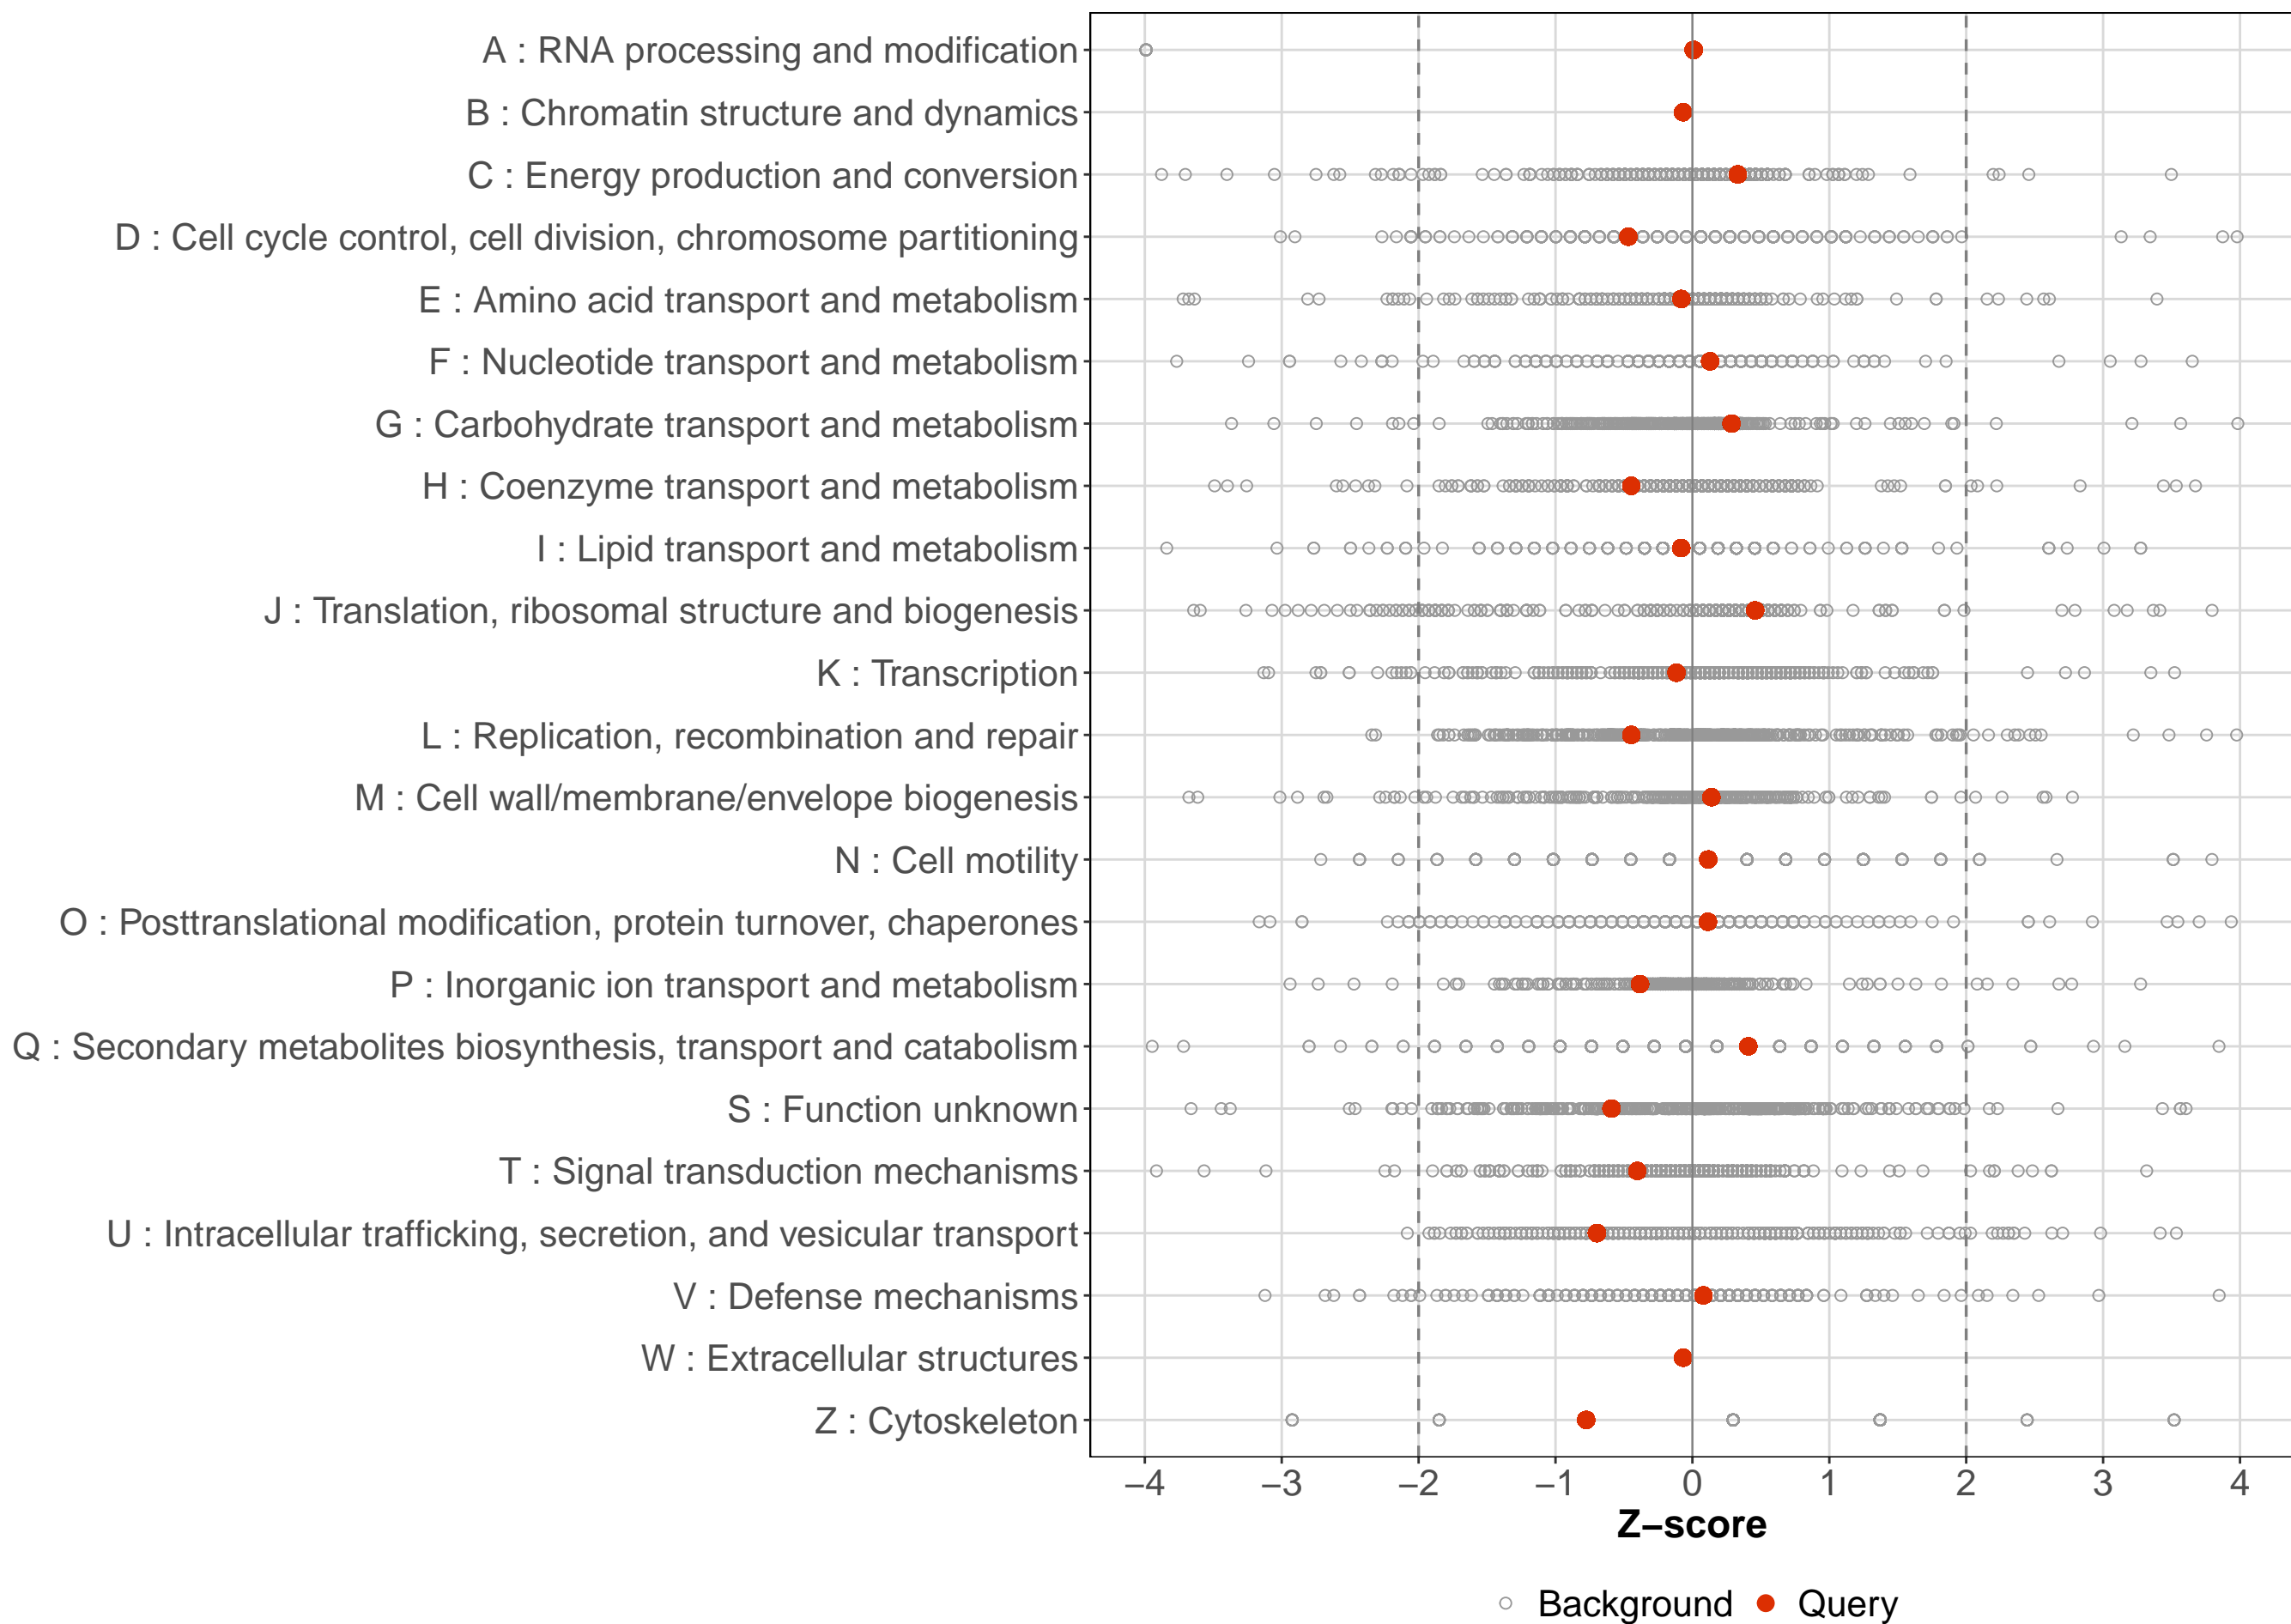 A : RNA processing and modification
B : Chromatin structure and dynamics
C : Energy production and conversion
D : Cell cycle control, cell division, chromosome partitioning
E : Amino acid transport and metabolism
F : Nucleotide transport and metabolism
G : Carbohydrate transport and metabolism
H : Coenzyme transport and metabolism
I : Lipid transport and metabolism
J : Translation, ribosomal structure and biogenesis
K : Transcription
L : Replication, recombination and repair
M : Cell wall/membrane/envelope biogenesis
N : Cell motility
O : Posttranslational modification, protein turnover, chaperones
P : Inorganic ion transport and metabolism
Q : Secondary metabolites biosynthesis, transport and catabolism
S : Function unknown
T : Signal transduction mechanisms
U : Intracellular trafficking, secretion, and vesicular transport
V : Defense mechanisms
W : Extracellular structures
Z : Cytoskeleton
−4 −3 −2 −1 0 1 2 3 4
Z−score
Background Query